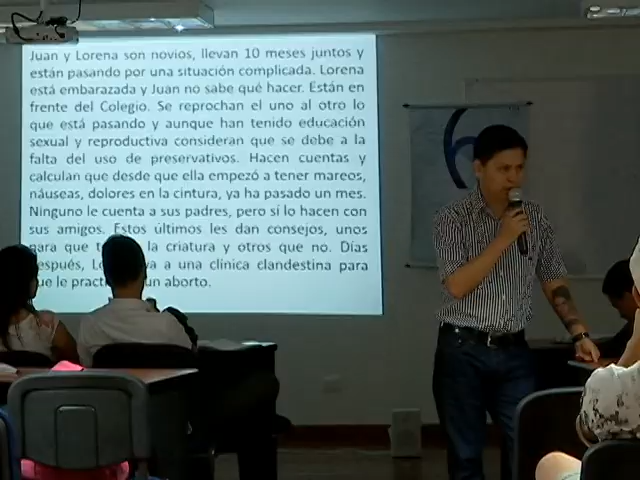 Juan y Lorena son novios, llevan 10 meses juntos y
están pasando por una situación complicada. Lorena
está embarazada y Juan no sabe qué hacer. Están en
frente del Colegio. Se reprochan el uno al otro lo
que está pasando y aunque han tenido educación
sexual y reproductiva consideran que se debe a la
falta del uso de preservativos. Hacen cuentas y
calculan que desde que ella empezó a tener mareos,
náuseas, dolores en la cintura, ya ha pasado un mes.
Ninguno le cuenta a sus padres, pero sí lo hacen con
sus amigos. Estos últimos les dan consejos, unos
para que la criatura y otros que no. Días
después, va a una clínica clandestina para
que le un aborto.